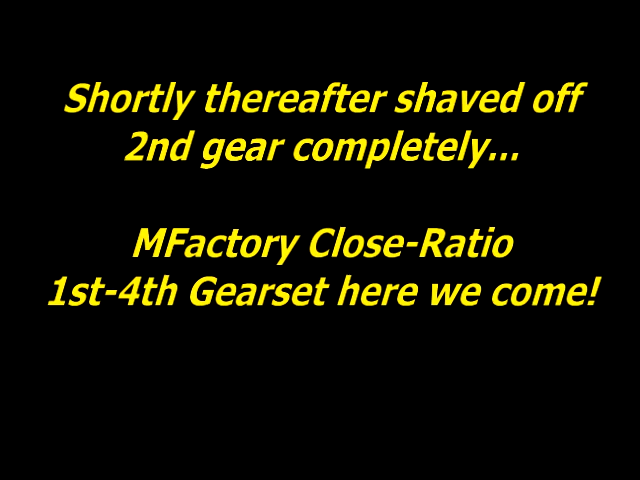 Shortly thereafter shaved off
2nd gear completely...
MFactory Close-Ratio
1st-4th Gearset here we come!